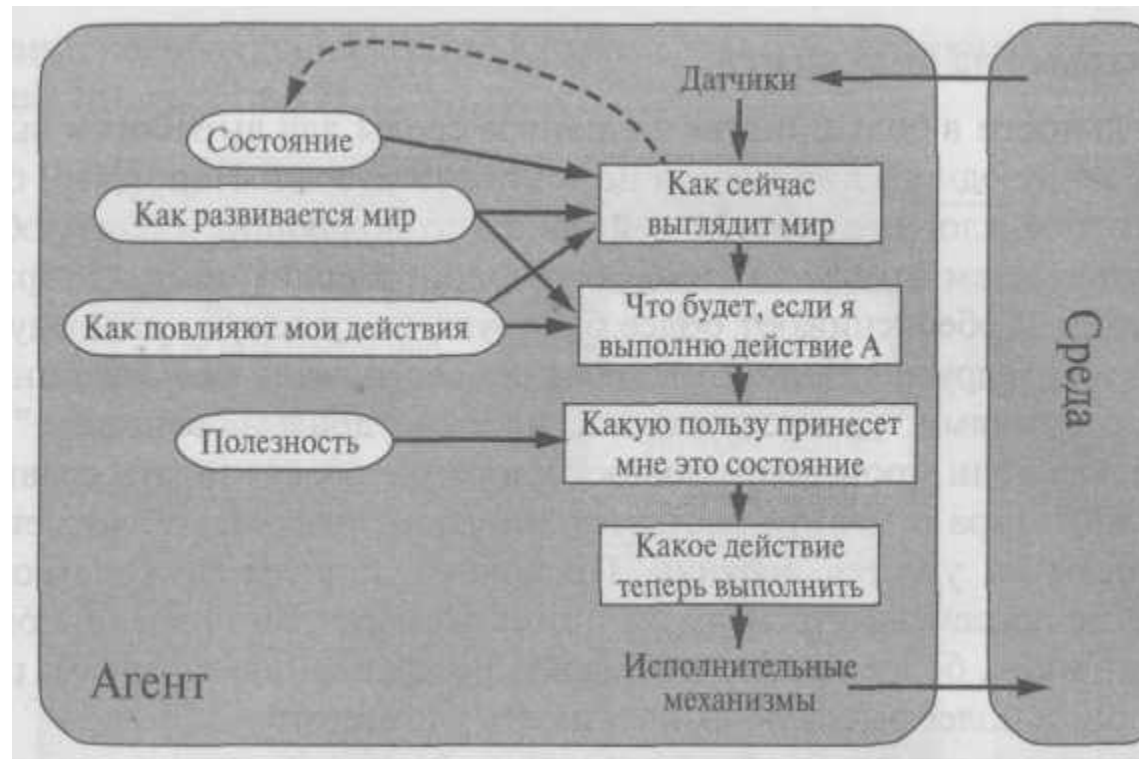 Датчики
Состояние
Как сейчас
выглядит мир
Как развивается мир
Что будет, если я
выполню действие А
Как повлияют мои действия
Какую пользу принесет
мне это состояние
Полезность
Какое действие
теперь выполнить
Исполнительные
механизмы
Агент
Среда